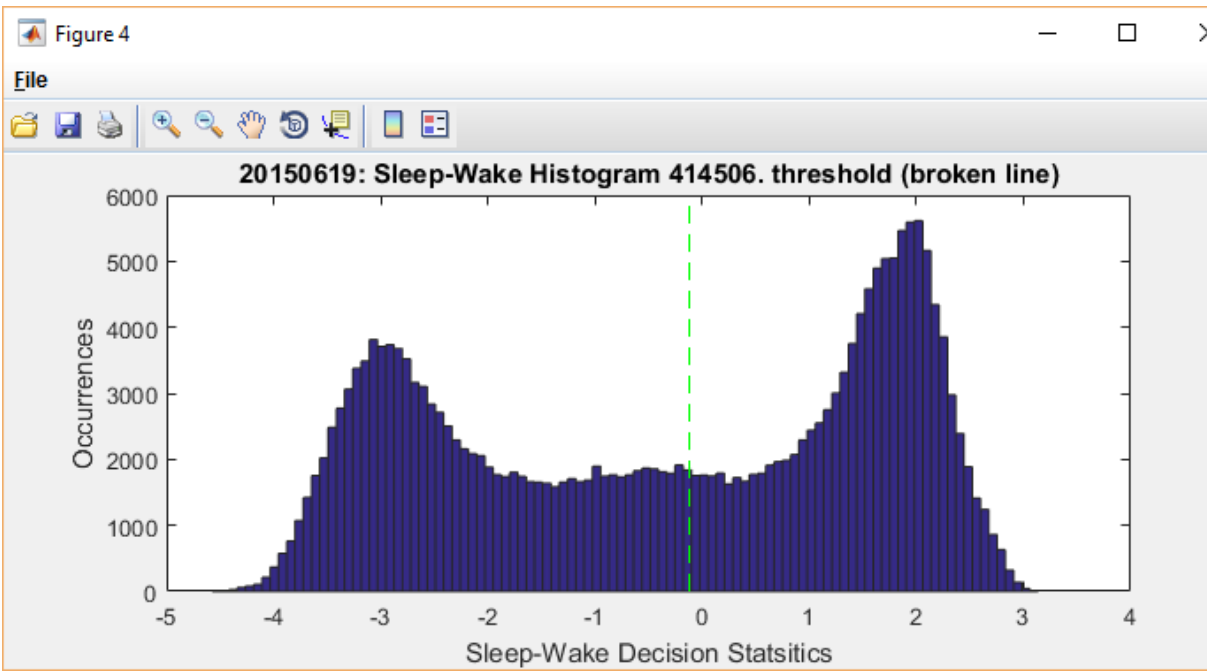 Figure 4
File
20150619: Sleep-Wake Histogram 414506. threshold (broken line)
6000
5000
4000
3000
2000
1000
0
Occurrences
-5 -4 -3 -2 -1 0 1 2 3 4
Sleep-Wake Decision Statsitics